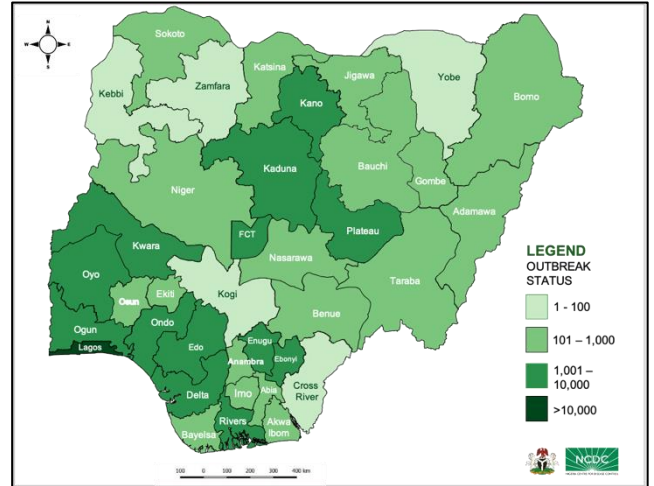 N
W E
S
Sokoto
Kebbi
Zamfara
Katsina
Jigawa
Yobe
Borno
Kano
Kaduna
Bauchi
Gombe
Niger
Adamawa
Plateau
FCT
Kwara
Nasarawa
Taraba
Oyo
Kogi
Benue
Osun
Ekiti
Ogun
Ondo
Lagos
Edo
Enugu
Anambra
Ebonyi
Cross
River
Delta
Imo
Abia
Rivers
Akwa
Ibom
Bayelsa
LEGEND
OUTBREAK
STATUS
1 - 100
101 – 1,000
1,001 –
10,000
>10,000
100 0 100 200 300 400 km
NCDC